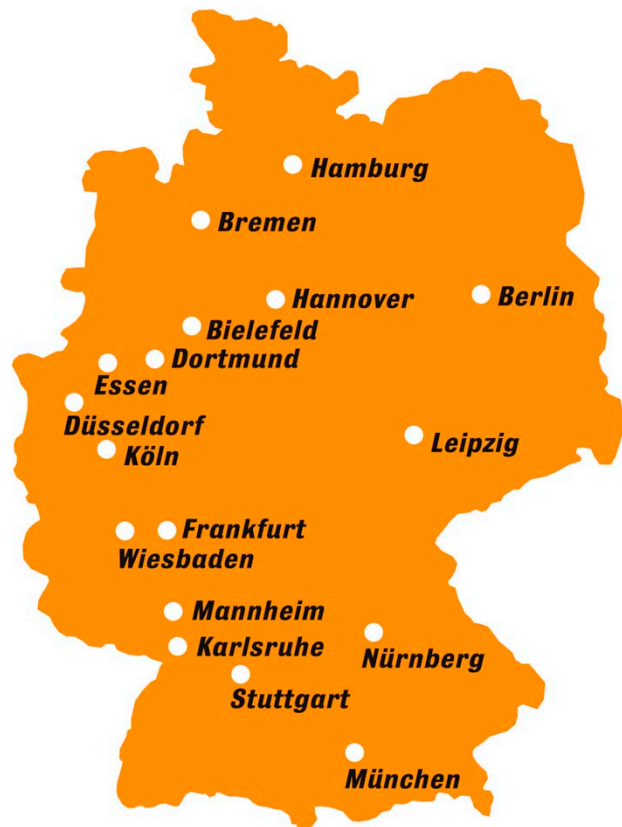 Hamburg
Bremen
Hannover
Berlin
Bielefeld
Dortmund
Essen
Düsseldorf
Köln
Leipzig
Frankfurt
Wiesbaden
Mannheim
Karlsruhe
Nürnberg
Stuttgart
München